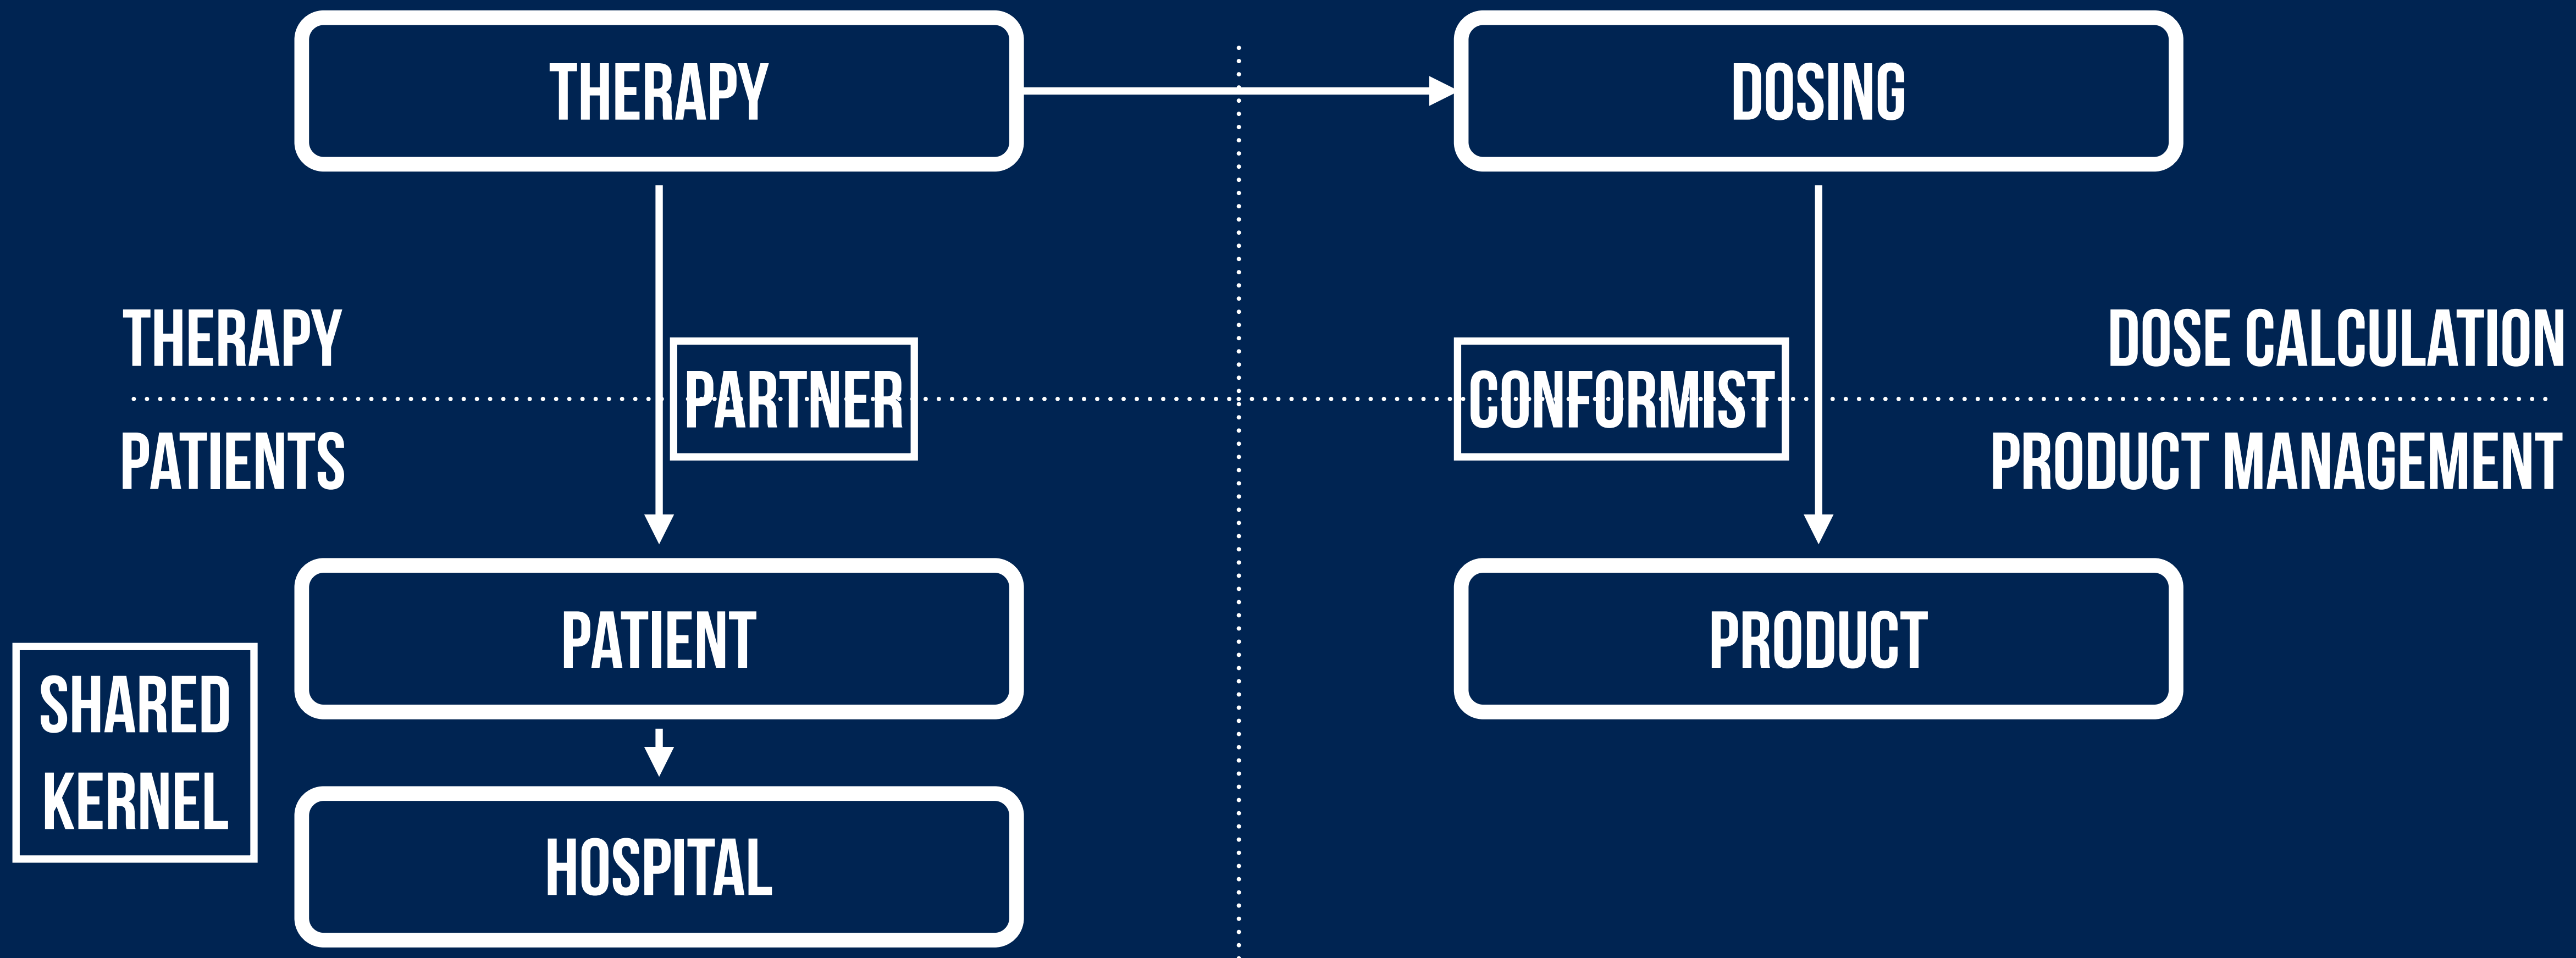 THERAPY
DOSING
THERAPY
DOSE CALCULATION
PARTNER
CONFORMIST
PATIENTS
PRODUCT MANAGEMENT
PATIENT
PRODUCT
SHARED
KERNEL
HOSPITAL